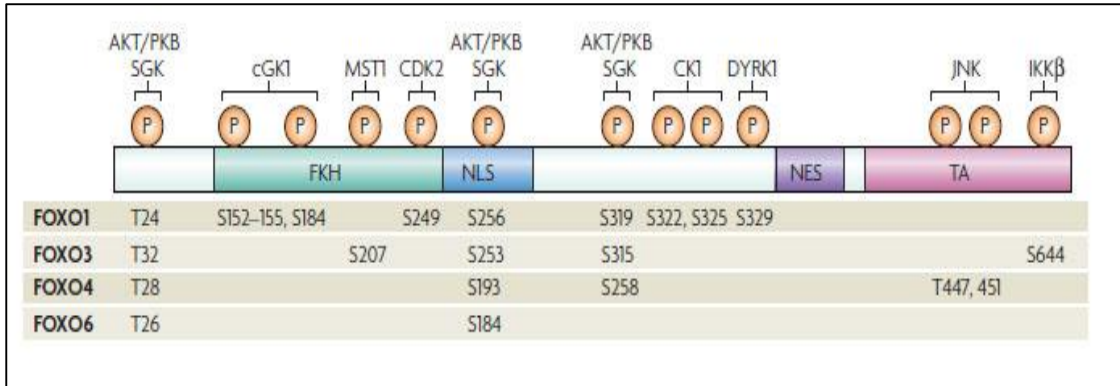 AKT/PKB AKT/PKB AKT/PKB
SGK cGK1 MST1 CDK2 SGK SGK CK1 DYRK1 JNK IKKβ
P P P P P P P P P P P P
FKH NLS NES TA
FOXO1 T24 S152–155, S184 S249 S256 S319 S322, S325 S329
FOXO3 T32 S207 S253 S315 S644
FOXO4 T28 S193 S258 T447, 451
FOXO6 T26 S184